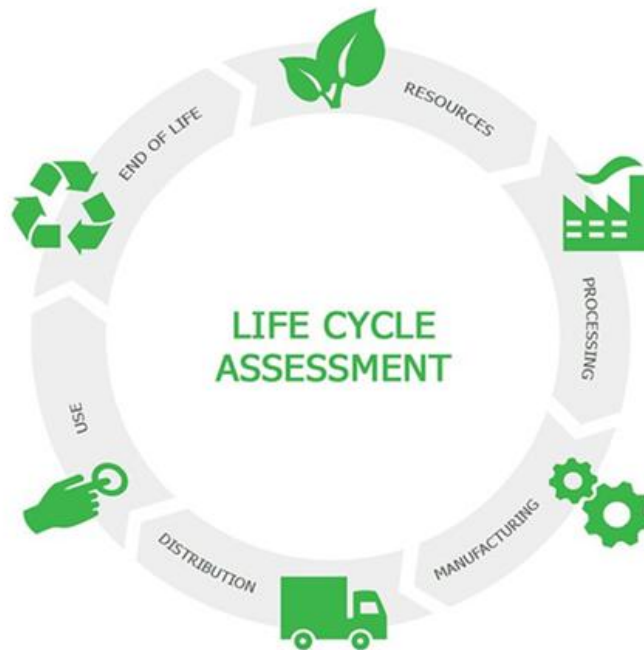 LIFE CYCLE
ASSESSMENT
RESOURCES
PROCESSING
MANUFACTURING
DISTRIBUTION
USE
END OF LIFE